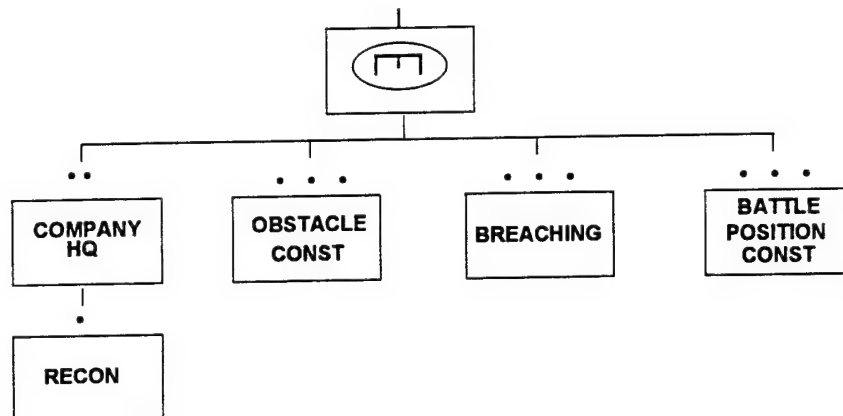 COMPANY
HQ
OBSTACLE
CONST
BREACHING
BATTLE
POSITION
CONST
RECON